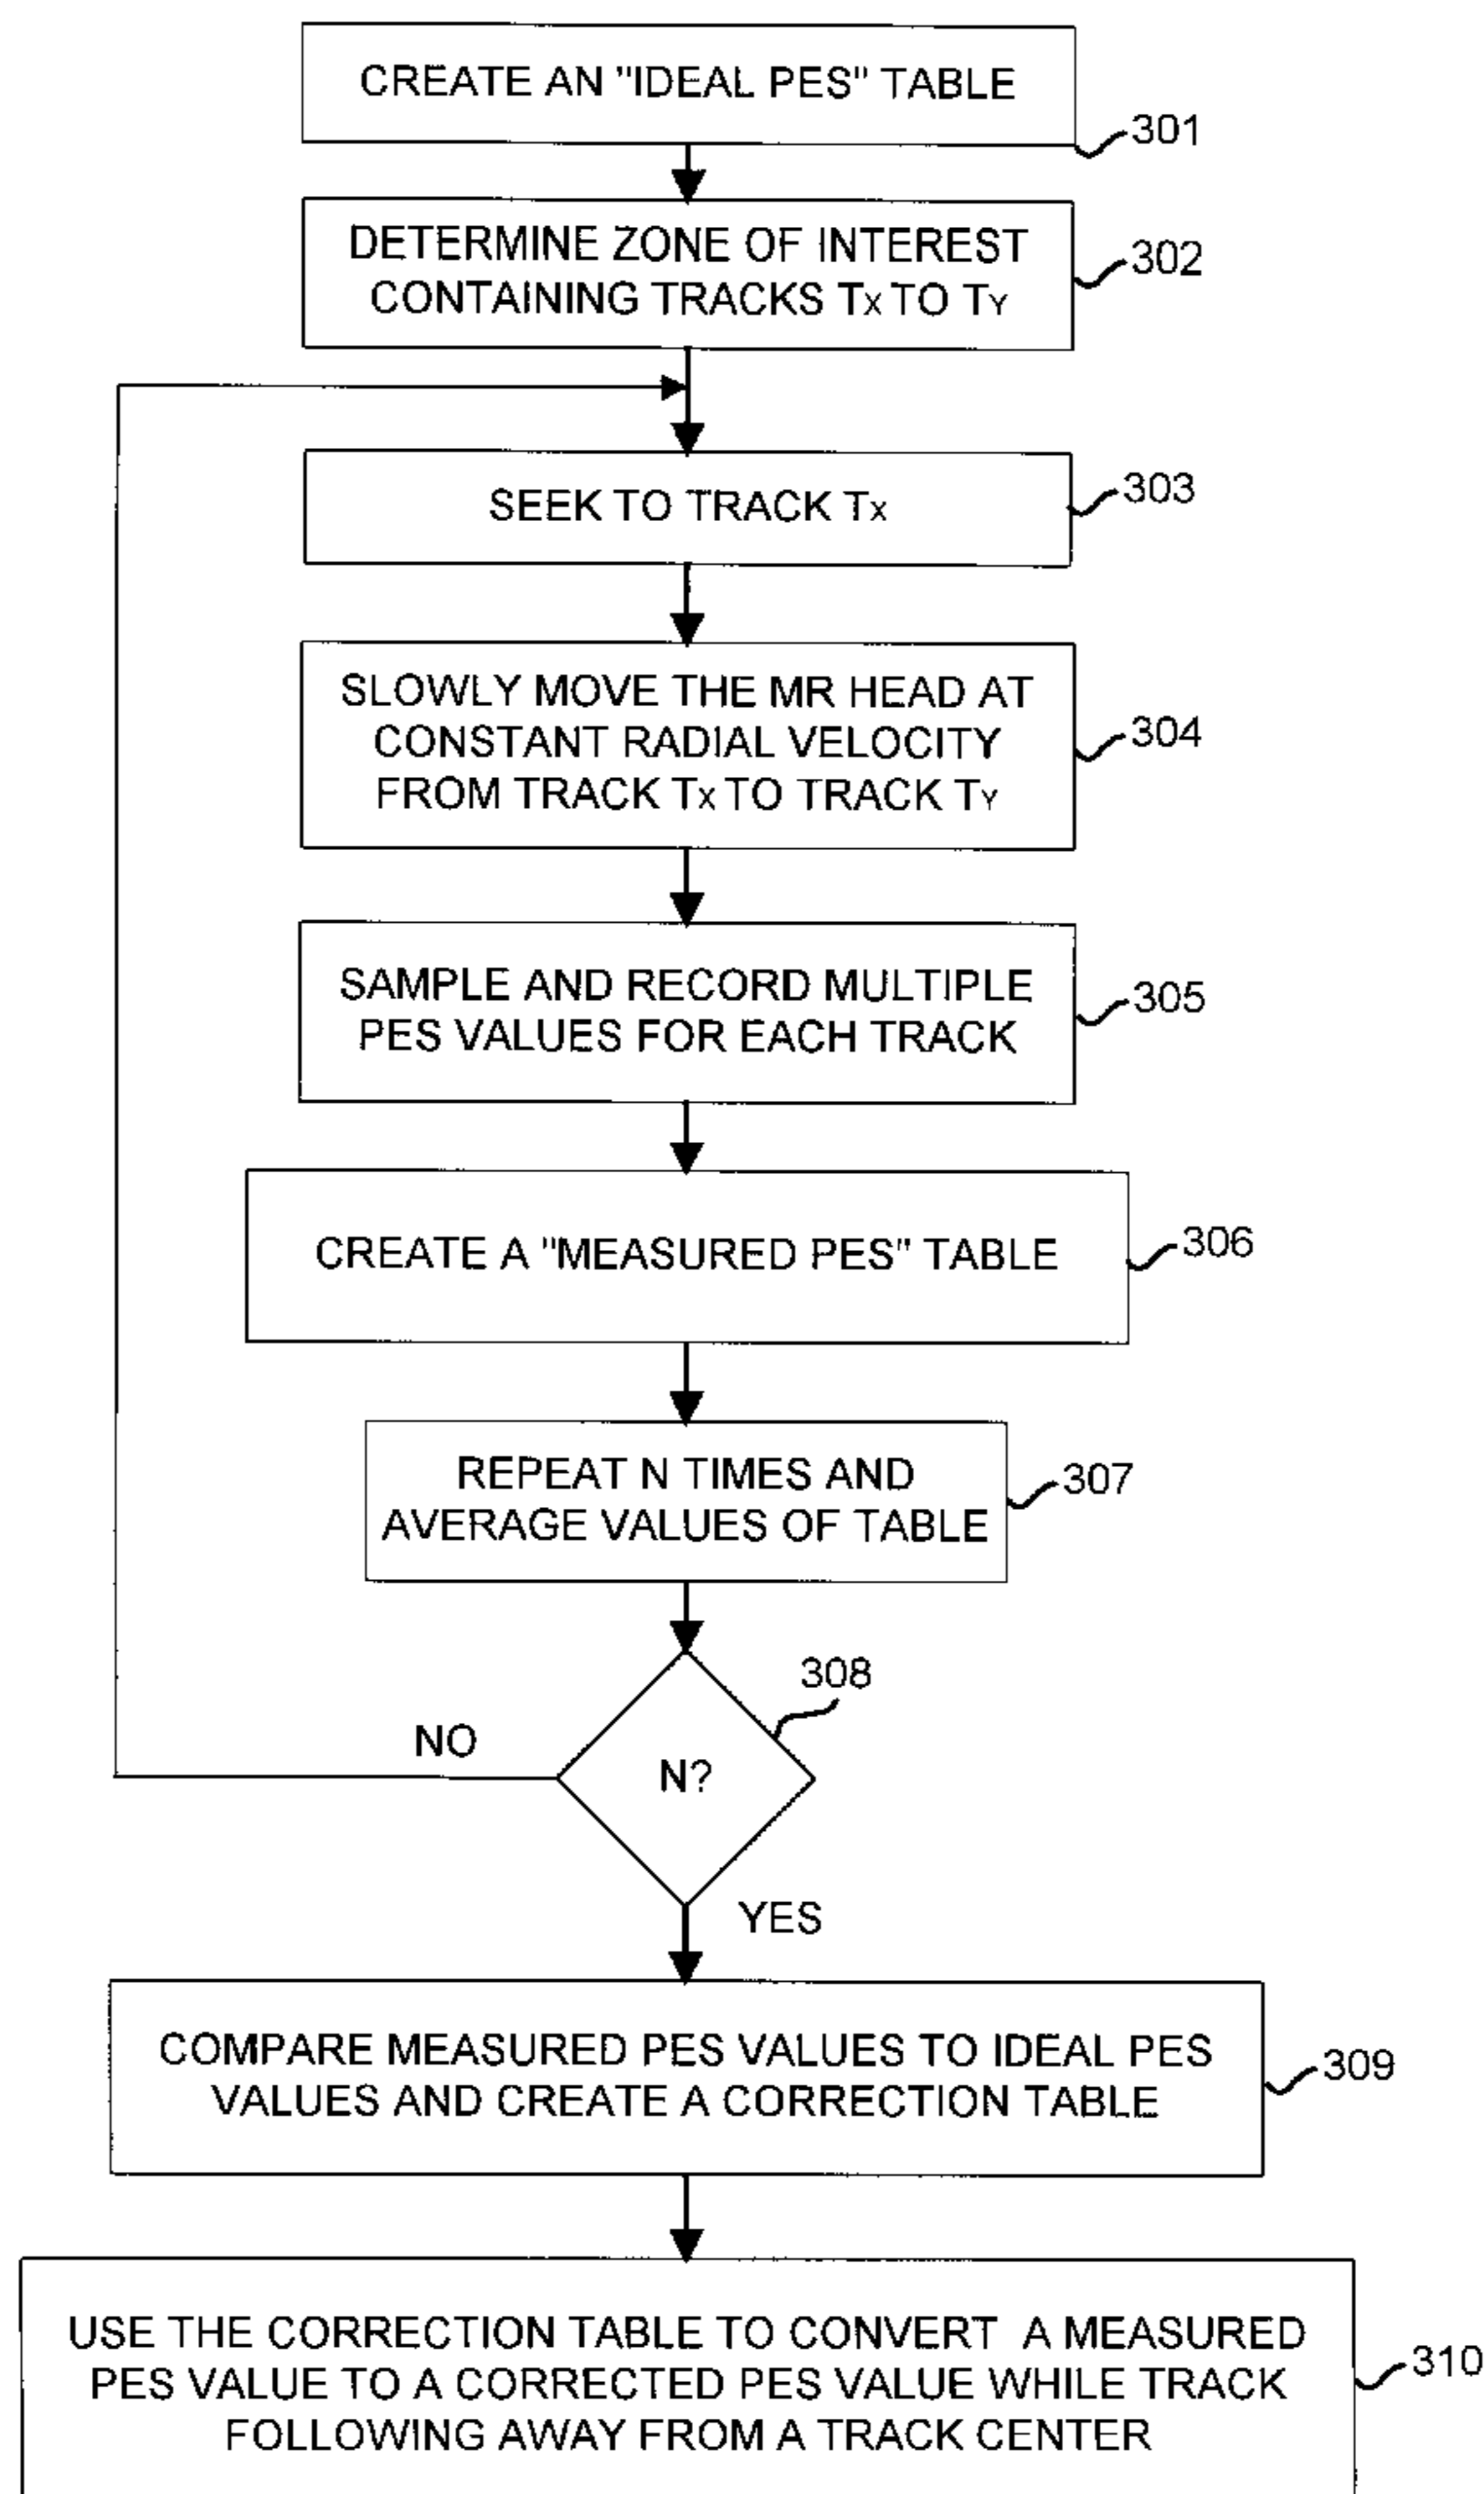 CREATE AN "IDEAL PES" TABLE
301
DETERMINE ZONE OF INTEREST
CONTAINING TRACKS TX TO TY
302
SEEK TO TRACK TX
303
SLOWLY MOVE THE MR HEAD AT
CONSTANT RADIAL VELOCITY
FROM TRACK TX TO TRACK TY
304
SAMPLE AND RECORD MULTIPLE
PES VALUES FOR EACH TRACK
305
CREATE A "MEASURED PES" TABLE
306
REPEAT N TIMES AND
AVERAGE VALUES OF TABLE
307
308
NO
N?
YES
COMPARE MEASURED PES VALUES TO IDEAL PES
VALUES AND CREATE A CORRECTION TABLE
309
USE THE CORRECTION TABLE TO CONVERT A MEASURED
PES VALUE TO A CORRECTED PES VALUE WHILE TRACK
FOLLOWING AWAY FROM A TRACK CENTER
310